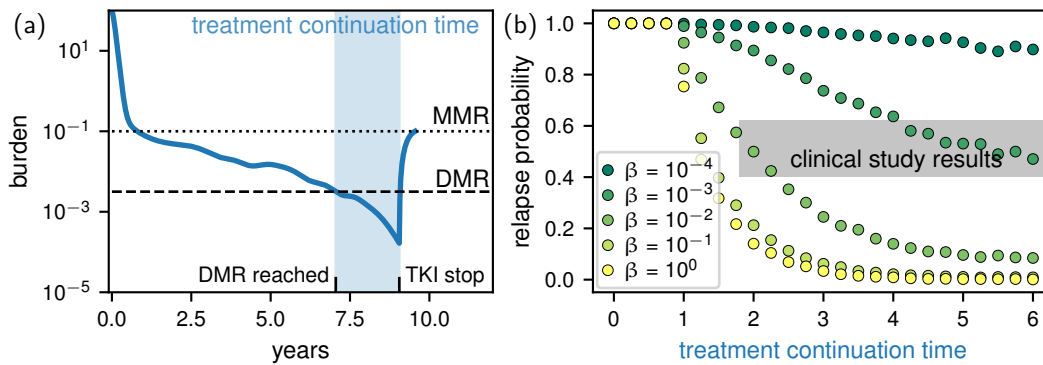 (a)
treatment continuation time
burden
10¹
10⁻¹
10⁻³
10⁻⁵
MMR
DMR
DMR reached
TKI stop
0.0
2.5
5.0
7.5
10.0
years
(b)
relapse probability
1.0
0.8
0.6
0.4
0.2
0.0
clinical study results
β = 10⁻⁴
β = 10⁻³
β = 10⁻²
β = 10⁻¹
β = 10⁰
0
1
2
3
4
5
6
treatment continuation time